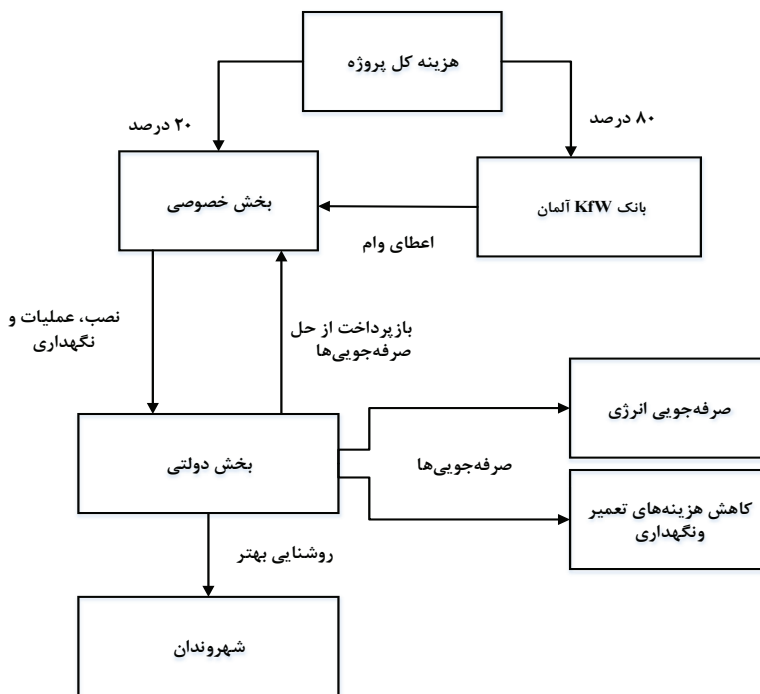 هزینه کل پروژه
۲۰ درصد
۸۰ درصد
بخش خصوصی
بانک KfW آلمان
اعطای وام
نصب، عملیات و
نگهداری
بازپرداخت از حل
صرفه‌جویی‌ها
صرفه‌جویی انرژی
بخش دولتی
صرفه‌جویی‌ها
کاهش هزینه‌های تعمیر
ونگهداری
روشنایی بهتر
شهروندان